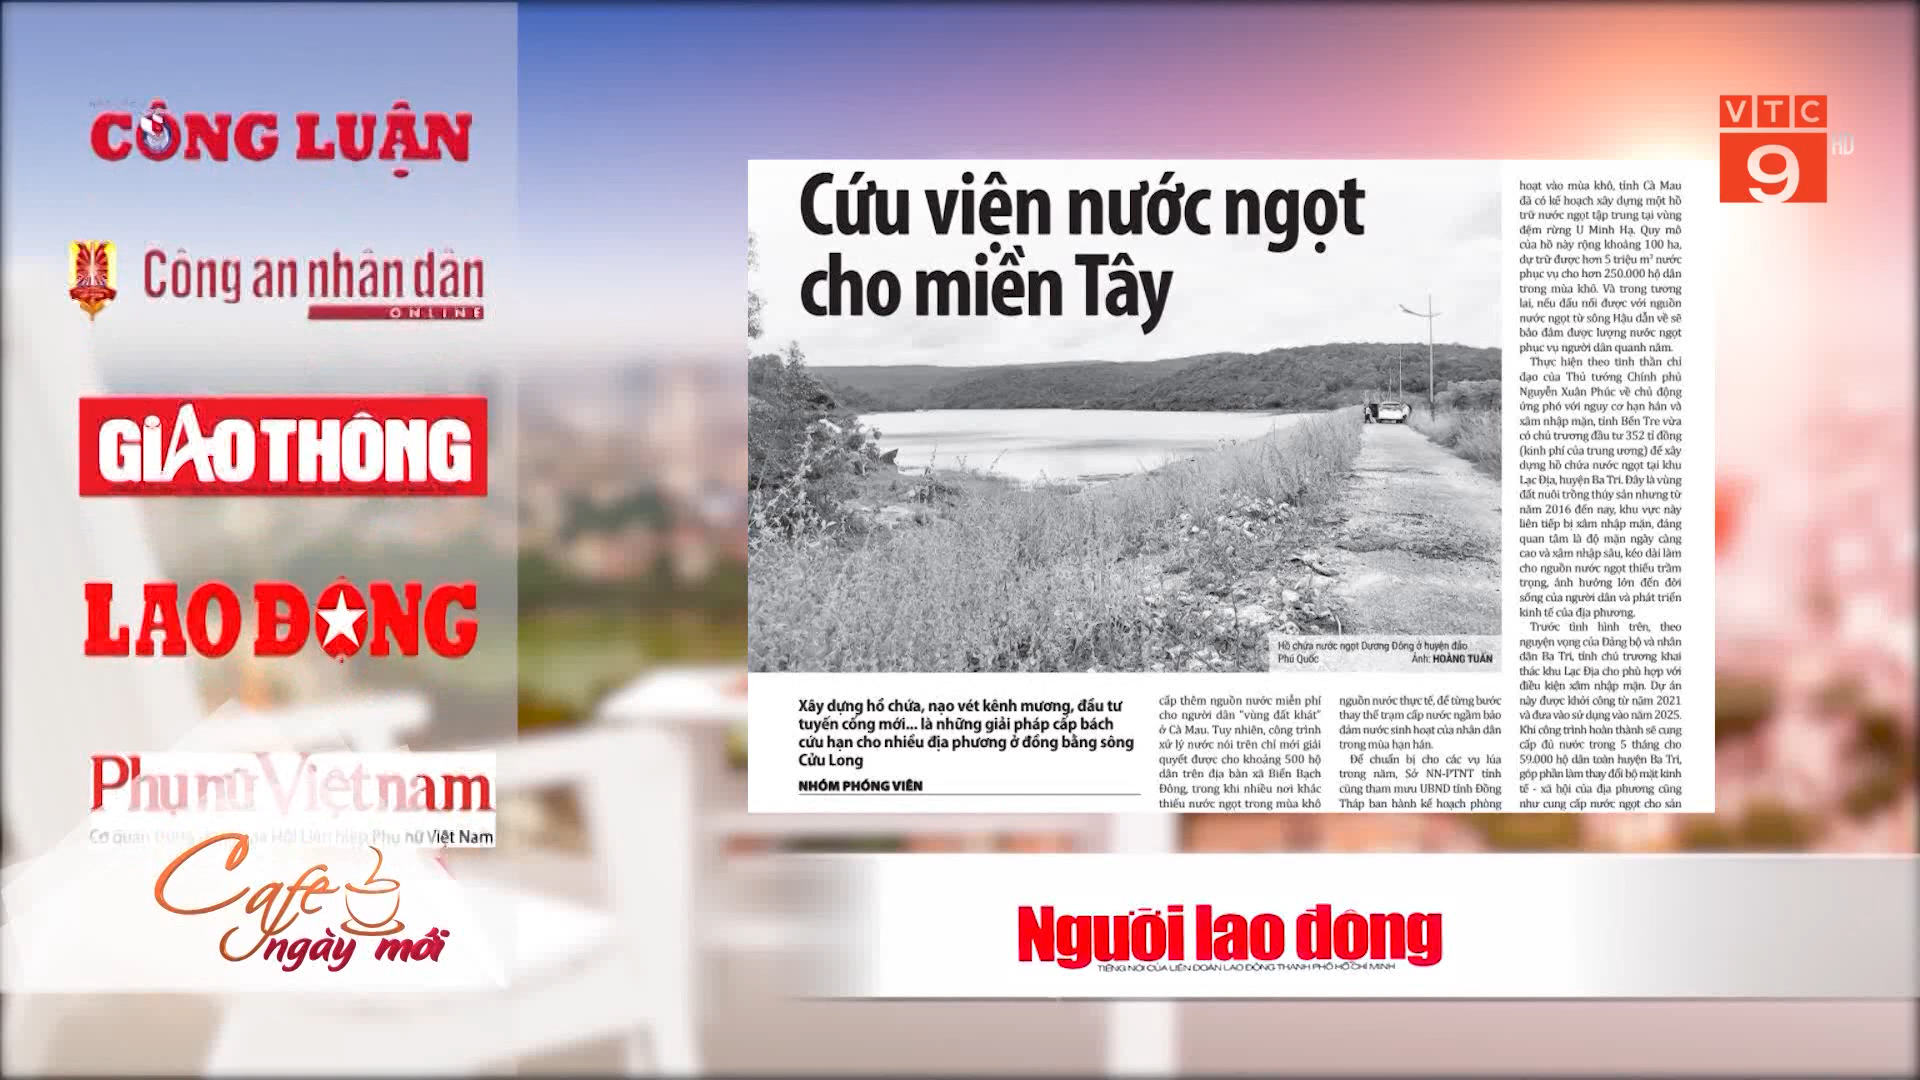 CÔNG LUẬN
Công an nhân dân
ONLINE
GIAO THÔNG
LAO ĐỘNG
Phụ nữ Việt nam
Cơ quan Hội Liên hiệp Phụ nữ Việt Nam
Cafe
ngày mới
VTC
9
HD
Cứu viện nước ngọt
cho miền Tây
Hồ chứa nước ngọt Dương Đông ở huyện đảo
Phú Quốc Ảnh: HOÀNG TUẤN
Xây dựng hồ chứa, nạo vét kênh mương, đầu tư
tuyến cống mới... là những giải pháp cấp bách
cứu hạn cho nhiều địa phương ở đồng bằng sông
Cửu Long
NHÓM PHÓNG VIÊN
cấp thêm nguồn nước miễn phí
cho người dân "vùng đất khát"
ở Cà Mau. Tuy nhiên, công trình
xử lý nước nói trên chỉ mới giải
quyết được cho khoảng 500 hộ
dân trên địa bàn xã Biển Bạch
Đông, trong khi nhiều nơi khác
thiếu nước ngọt trong mùa khô
nguồn nước thực tế, để từng bước
thay thế trạm cấp nước ngầm bảo
đảm nước sinh hoạt của nhân dân
trong mùa hạn hán.
Để chuẩn bị cho các vụ lúa
trong năm, Sở NN-PTNT tỉnh
cũng tham mưu UBND tỉnh Đồng
Tháp ban hành kế hoạch phòng
hoạt vào mùa khô, tỉnh Cà Mau
đã có kế hoạch xây dựng một hồ
trữ nước ngọt tập trung tại vùng
đệm rừng U Minh Hạ. Quy mô
của hồ này rộng khoảng 100 ha,
dự trữ được hơn 5 triệu m³ nước
phục vụ cho hơn 250.000 hộ dân
trong mùa khô. Và trong tương
lai, nếu đấu nối được với nguồn
nước ngọt từ sông Hậu dẫn về sẽ
bảo đảm được lượng nước ngọt
phục vụ người dân quanh năm.
Thực hiện theo tinh thần chỉ
đạo của Thủ tướng Chính phủ
Nguyễn Xuân Phúc về chủ động
ứng phó với nguy cơ hạn hán và
xâm nhập mặn, tỉnh Bến Tre vừa
có chủ trương đầu tư 352 tỉ đồng
(kinh phí của trung ương) để xây
dựng hồ chứa nước ngọt tại khu
Lạc Địa, huyện Ba Tri. Đây là vùng
đất nuôi trồng thủy sản nhưng từ
năm 2016 đến nay, khu vực này
liên tiếp bị xâm nhập mặn, đáng
quan tâm là độ mặn ngày càng
cao và xâm nhập sâu, kéo dài làm
cho nguồn nước ngọt thiếu trầm
trọng, ảnh hưởng lớn đến đời
sống của người dân và phát triển
kinh tế của địa phương.
Trước tình hình trên, theo
nguyện vọng của Đảng bộ và nhân
dân Ba Tri, tỉnh chủ trương khai
thác khu Lạc Địa cho phù hợp với
điều kiện xâm nhập mặn. Dự án
này được khởi công từ năm 2021
và đưa vào sử dụng vào năm 2025.
Khi công trình hoàn thành sẽ cung
cấp đủ nước trong 5 tháng cho
59.000 hộ dân toàn huyện Ba Tri,
góp phần làm thay đổi bộ mặt kinh
tế - xã hội của địa phương cũng
như cung cấp nước ngọt cho sản
Người lao động
TIẾNG NÓI CỦA LIÊN ĐOÀN LAO ĐỘNG THÀNH PHỐ HỒ CHÍ MINH